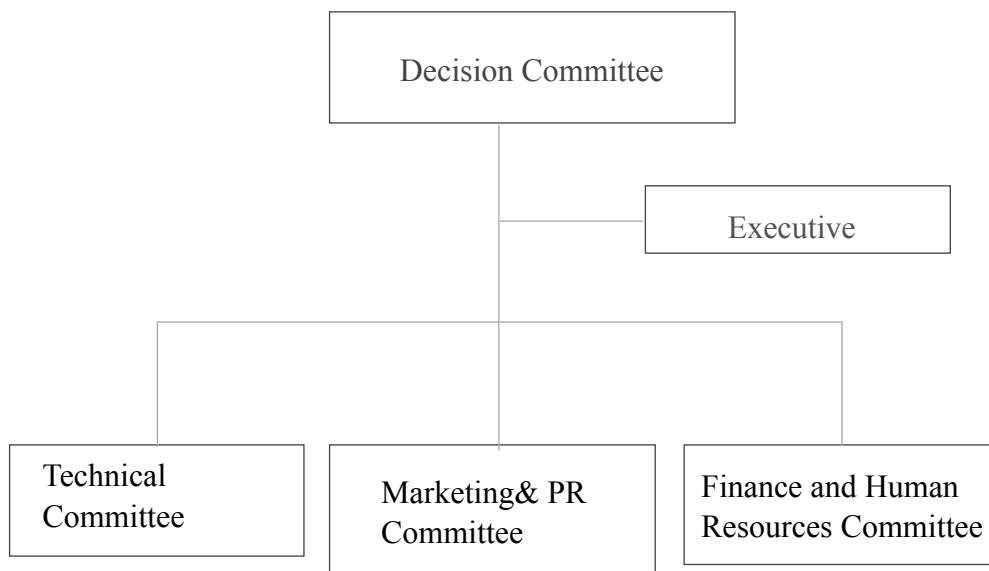 Decision Committee
Executive
Technical
Committee
Marketing& PR
Committee
Finance and Human
Resources Committee